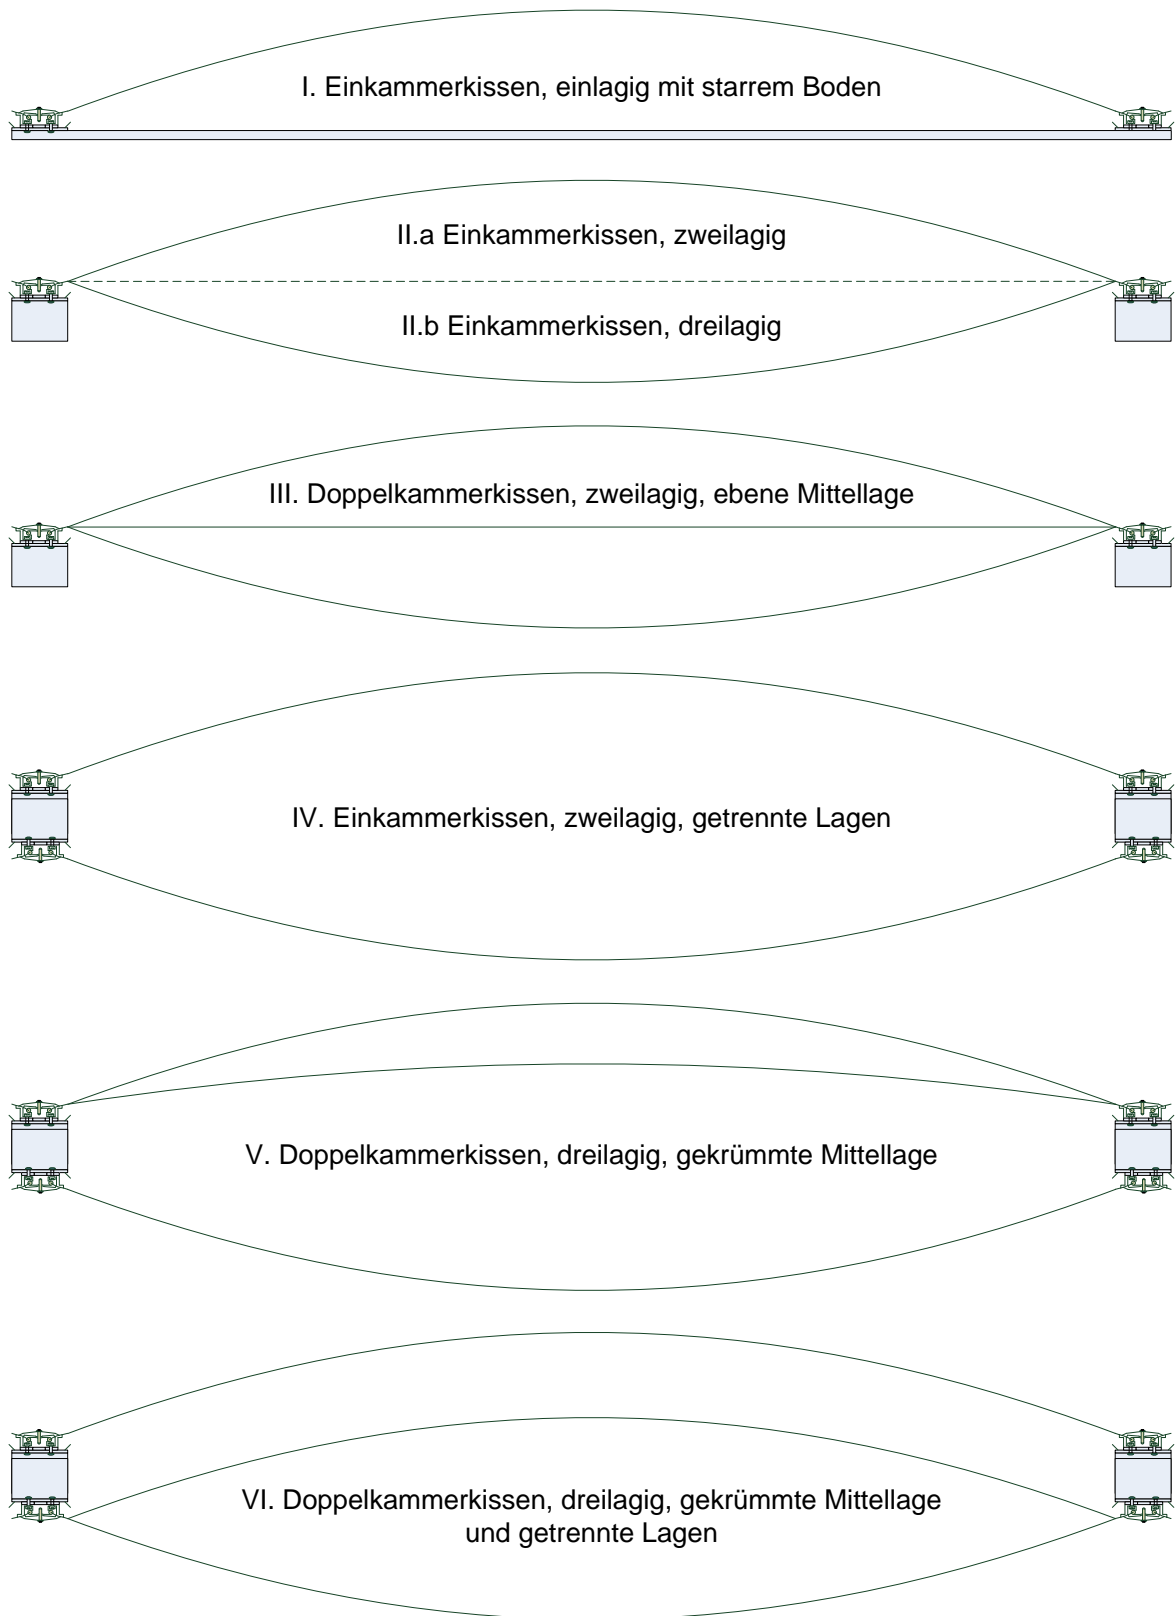 I. Einkammerkissen, einlagig mit starrem Boden
II.a Einkammerkissen, zweilagig
II.b Einkammerkissen, dreilagig
III. Doppelkammerkissen, zweilagig, ebene Mittellage
IV. Einkammerkissen, zweilagig, getrennte Lagen
V. Doppelkammerkissen, dreilagig, gekrümmte Mittellage
VI. Doppelkammerkissen, dreilagig, gekrümmte Mittellage
und getrennte Lagen